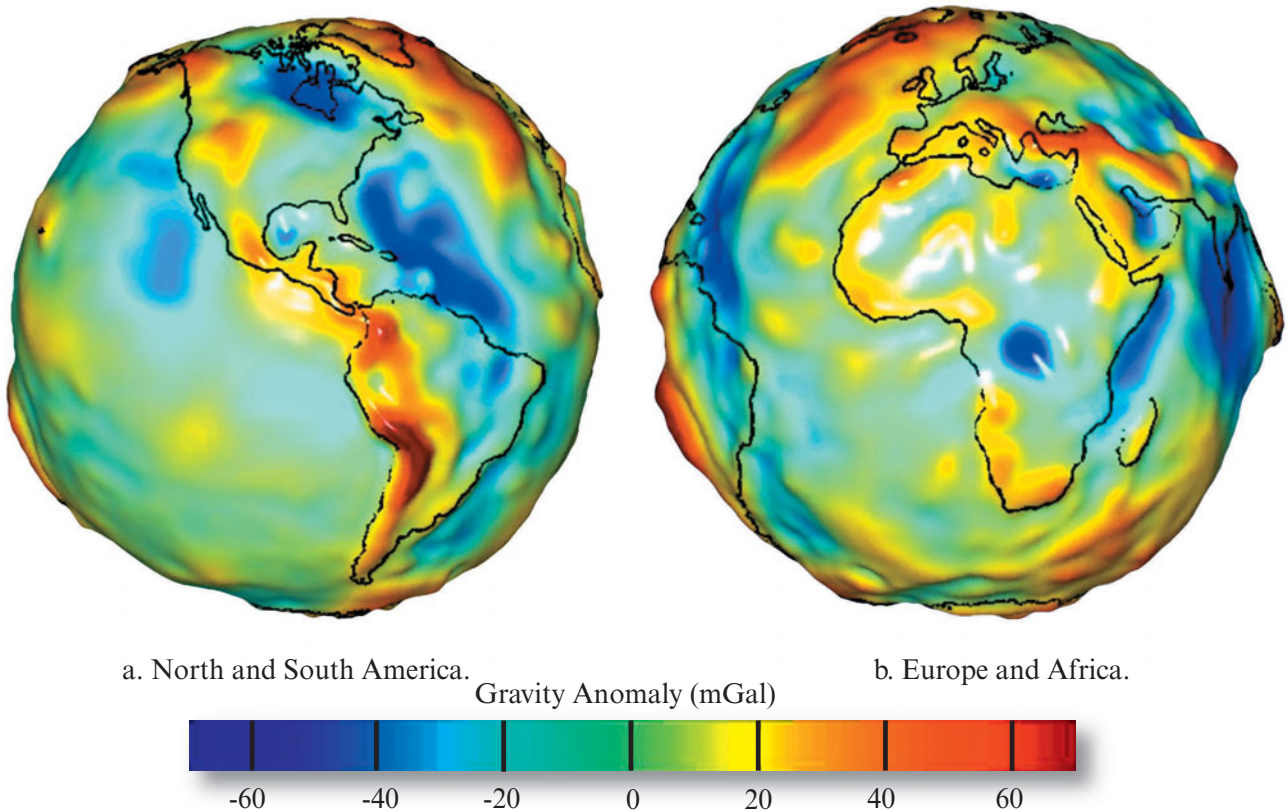 a. North and South America.
b. Europe and Africa.
Gravity Anomaly (mGal)
-60 -40 -20 0 20 40 60